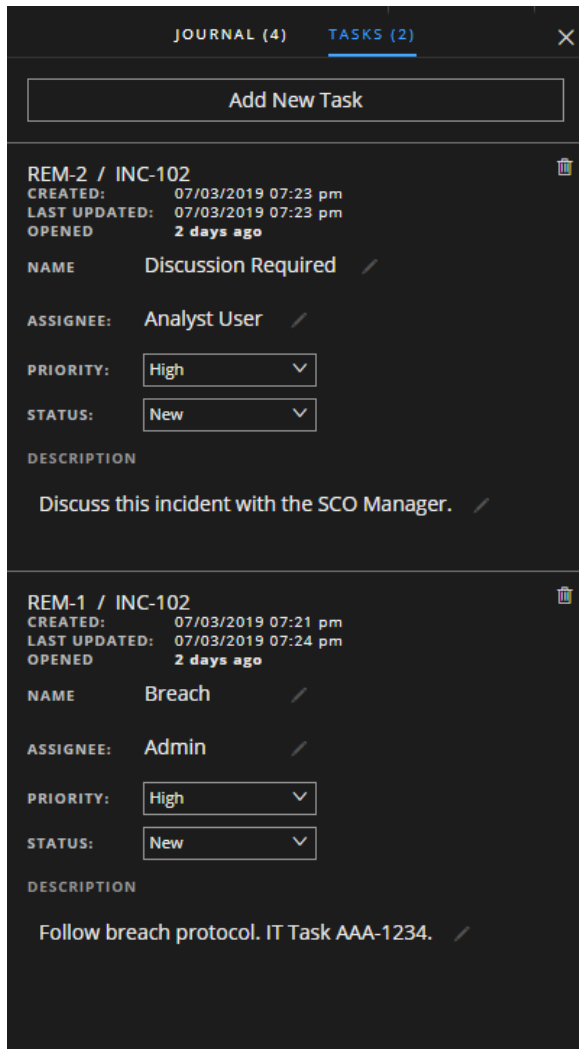 JOURNAL (4) TASKS (2)
Add New Task
REM-2 / INC-102
CREATED: 07/03/2019 07:23 pm
LAST UPDATED: 07/03/2019 07:23 pm
OPENED 2 days ago
NAME Discussion Required
ASSIGNEE: Analyst User
PRIORITY: High
STATUS: New
DESCRIPTION
Discuss this incident with the SCO Manager.
REM-1 / INC-102
CREATED: 07/03/2019 07:21 pm
LAST UPDATED: 07/03/2019 07:24 pm
OPENED 2 days ago
NAME Breach
ASSIGNEE: Admin
PRIORITY: High
STATUS: New
DESCRIPTION
Follow breach protocol. IT Task AAA-1234.